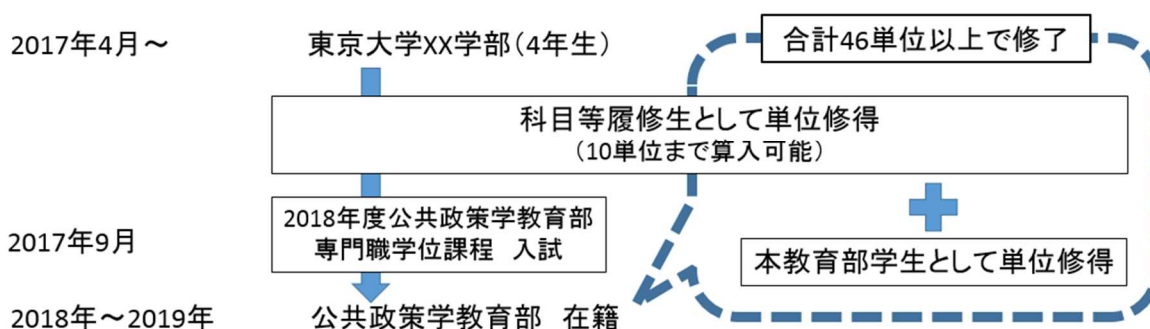 2017年4月～
東京大学XX学部(4年生)
合計46単位以上で修了
科目等履修生として単位修得
(10単位まで算入可能)
2018年度公共政策学教育部
専門職学位課程 入試
2017年9月
本教育部学生として単位修得
2018年～2019年
公共政策学教育部 在籍